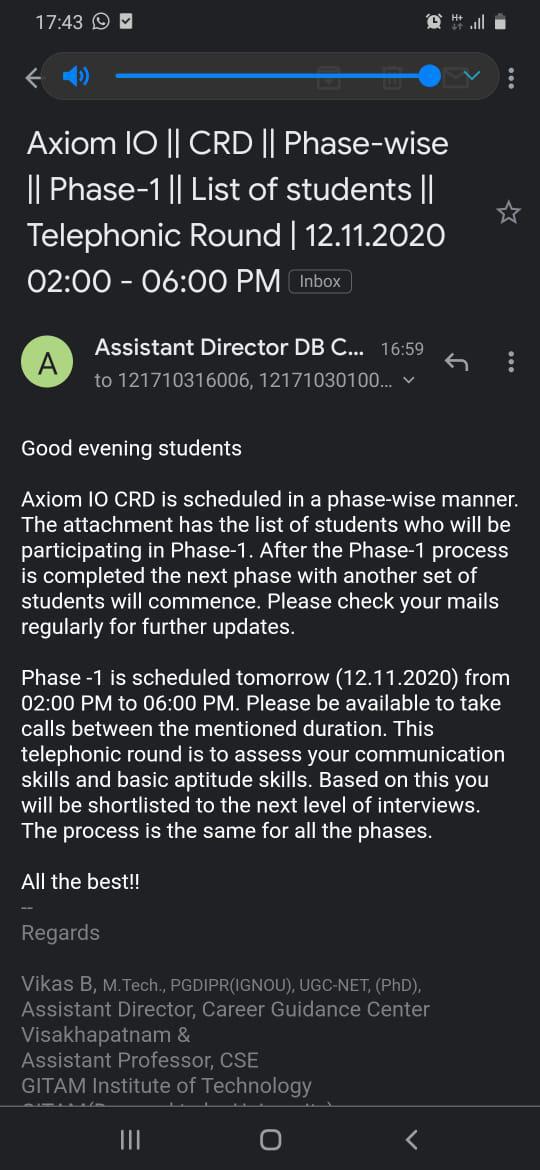 17:43
H+
Axiom IO || CRD || Phase-wise
|| Phase-1 || List of students ||
Telephonic Round | 12.11.2020
02:00 - 06:00 PM Inbox
A
Assistant Director DB C... 16:59
to 121710316006, 12171030100...
Good evening students
Axiom IO CRD is scheduled in a phase-wise manner.
The attachment has the list of students who will be
participating in Phase-1. After the Phase-1 process
is completed the next phase with another set of
students will commence. Please check your mails
regularly for further updates.
Phase -1 is scheduled tomorrow (12.11.2020) from
02:00 PM to 06:00 PM. Please be available to take
calls between the mentioned duration. This
telephonic round is to assess your communication
skills and basic aptitude skills. Based on this you
will be shortlisted to the next level of interviews.
The process is the same for all the phases.
All the best!!
--
Regards
Vikas B, M.Tech., PGDIPR(IGNOU), UGC-NET, (PhD),
Assistant Director, Career Guidance Center
Visakhapatnam &
Assistant Professor, CSE
GITAM Institute of Technology